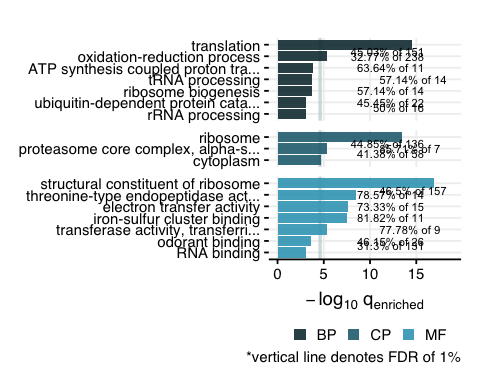 translation
45.03% of 151
oxidation-reduction process
32.77% of 238
ATP synthesis coupled proton tra...
63.64% of 11
tRNA processing
57.14% of 14
ribosome biogenesis
57.14% of 14
ubiquitin-dependent protein cata...
45.45% of 22
rRNA processing
50% of 16
ribosome
44.85% of 136
proteasome core complex, alpha-s...
85.71% of 7
cytoplasm
41.38% of 58
structural constituent of ribosome
46.5% of 157
threonine-type endopeptidase act...
78.57% of 14
electron transfer activity
73.33% of 15
iron-sulfur cluster binding
81.82% of 11
transferase activity, transferri...
77.78% of 9
odorant binding
46.15% of 26
RNA binding
31.3% of 131
0 5 10 15
−log10 qenriched
BP CP MF
*vertical line denotes FDR of 1%